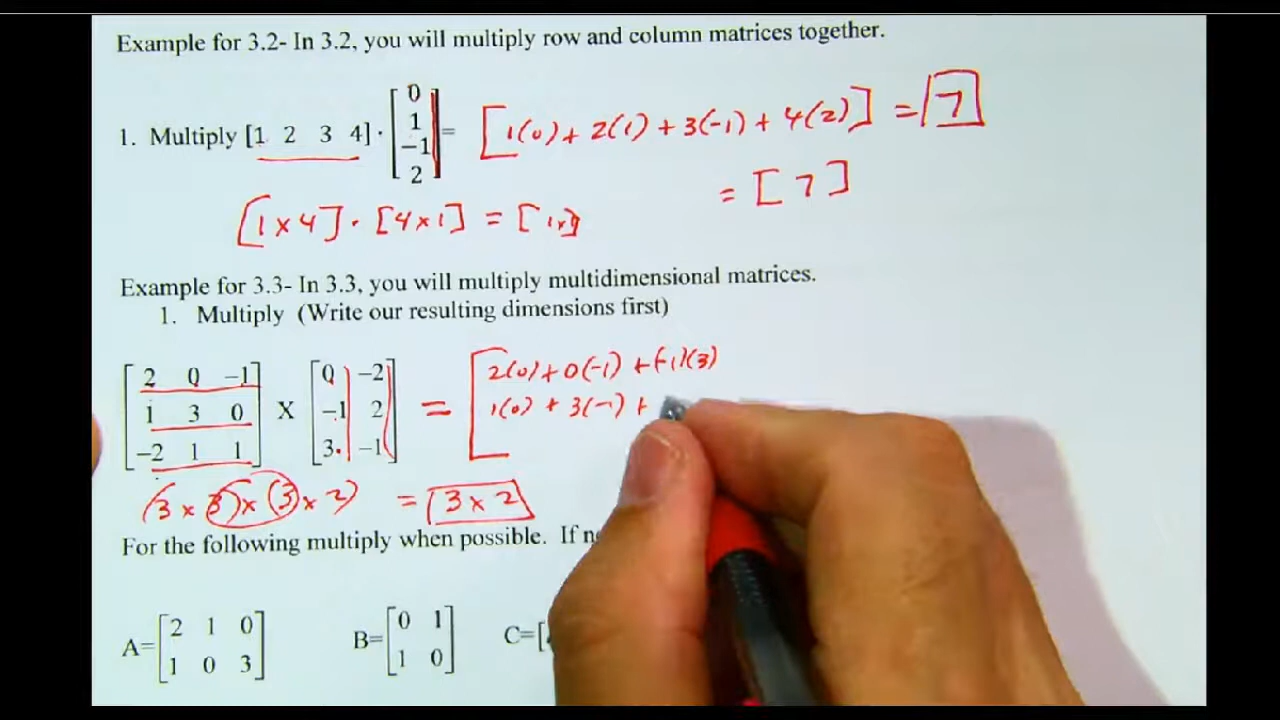 Example for 3.2- In 3.2, you will multiply row and column matrices together.
1. Multiply [1 2 3 4] · [0 1 −1 2] = [1(0) + 2(1) + 3(-1) + 4(2)] = 7
= [7]
[1 x 4] · [4 x 1] = [1x1]
Example for 3.3- In 3.3, you will multiply multidimensional matrices.
1. Multiply (Write our resulting dimensions first)
[2 0 −1] X [0 −2] = [2(0) + 0(-1) + (-1)(3)
[1 3 0] [−1 2] 1(0) + 3(-1) +
[−2 1 1] [3 −1]
(3 x 3) x (3 x 2) = 3 x 2
For the following multiply when possible. If
A=[2 1 0 B=[0 1 C=[
1 0 3] 1 0]